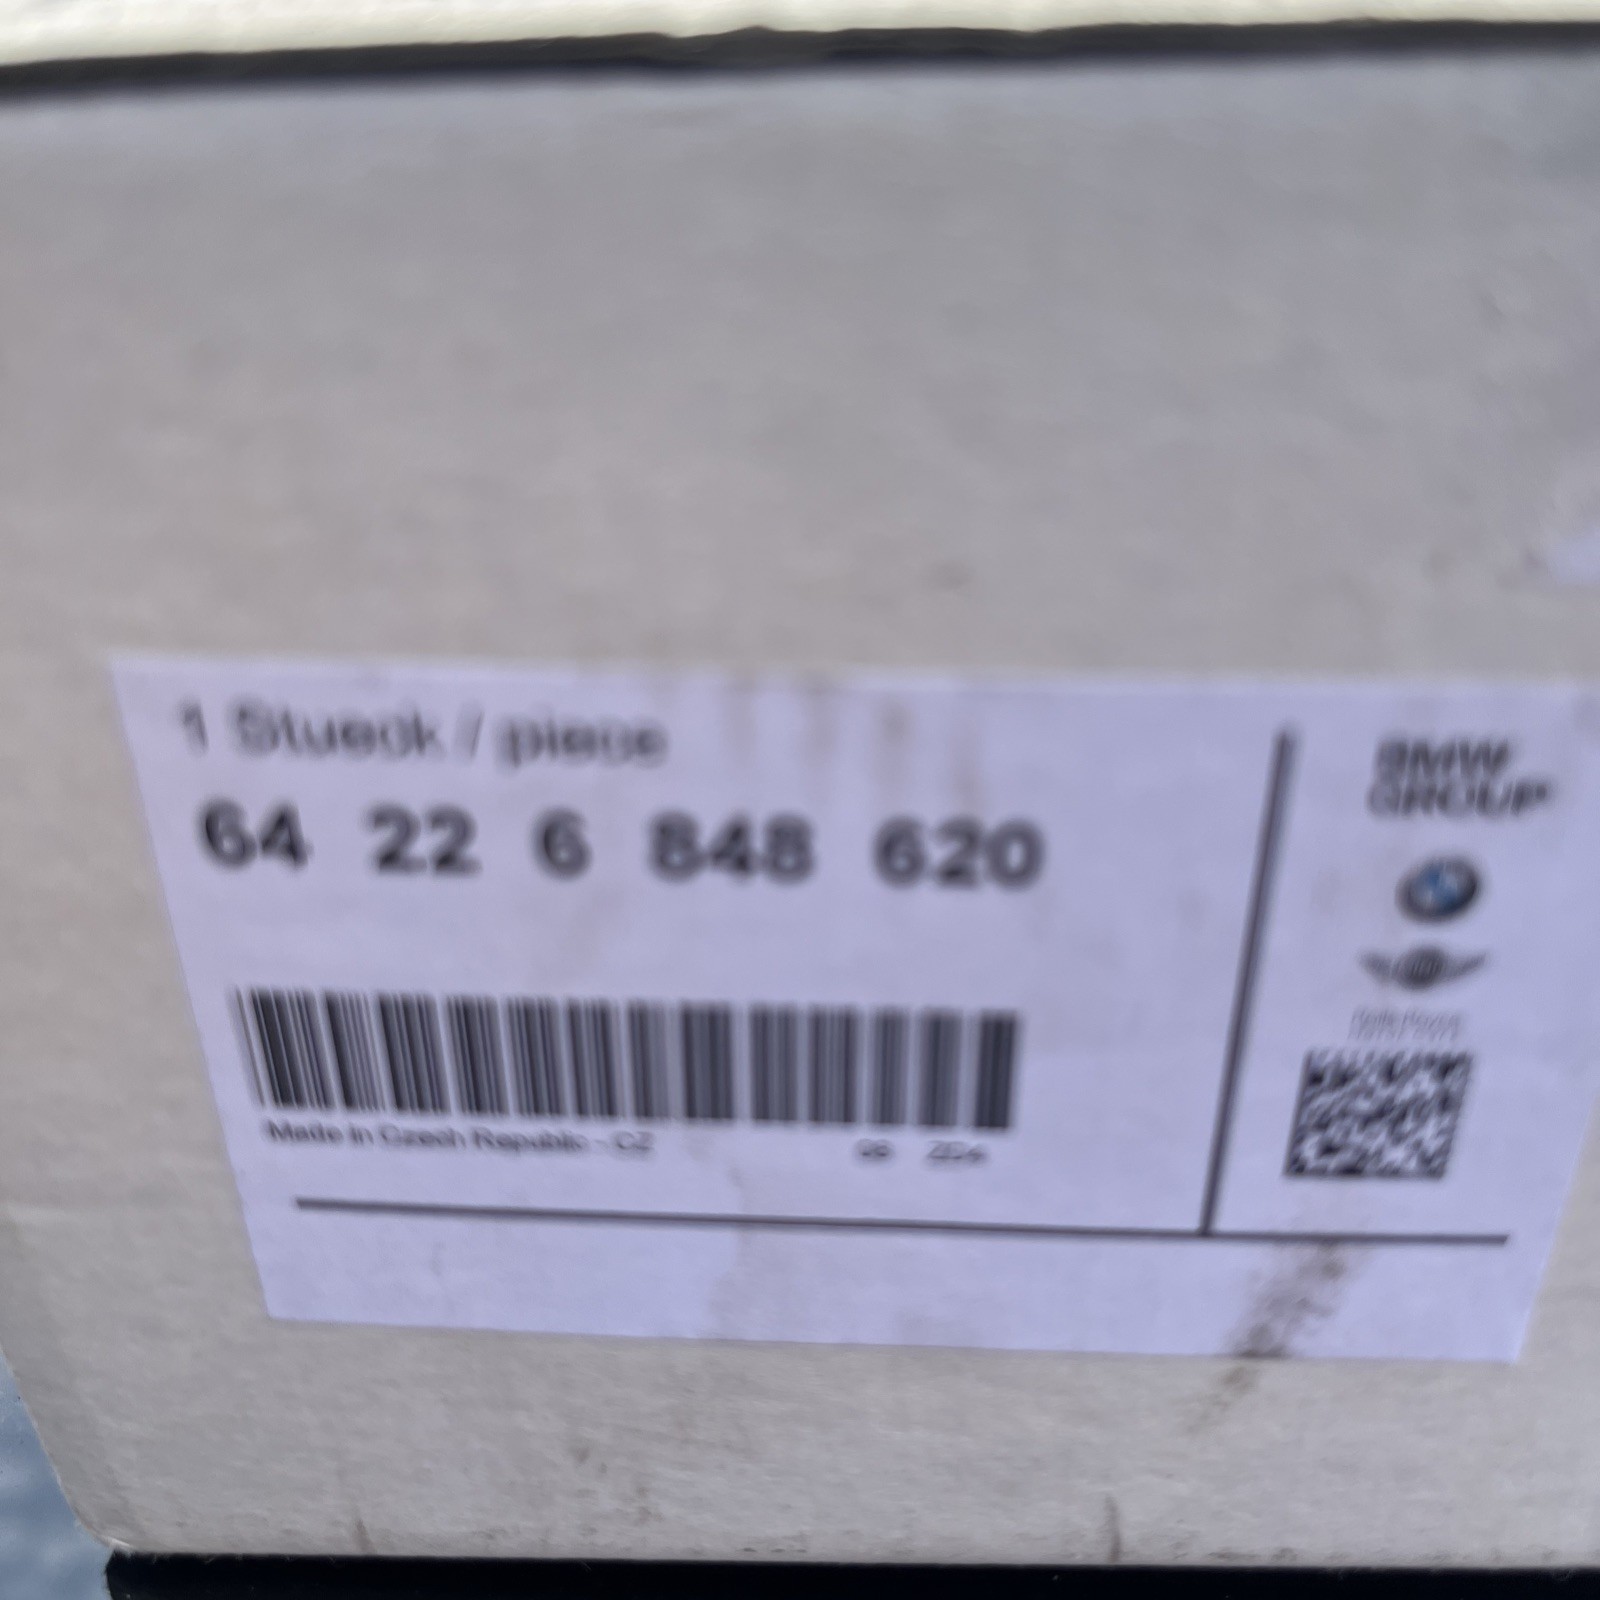 1 Stueck / piece
64 22 6 848 620
Made in Czech Republic - CZ
BMW
GROUP